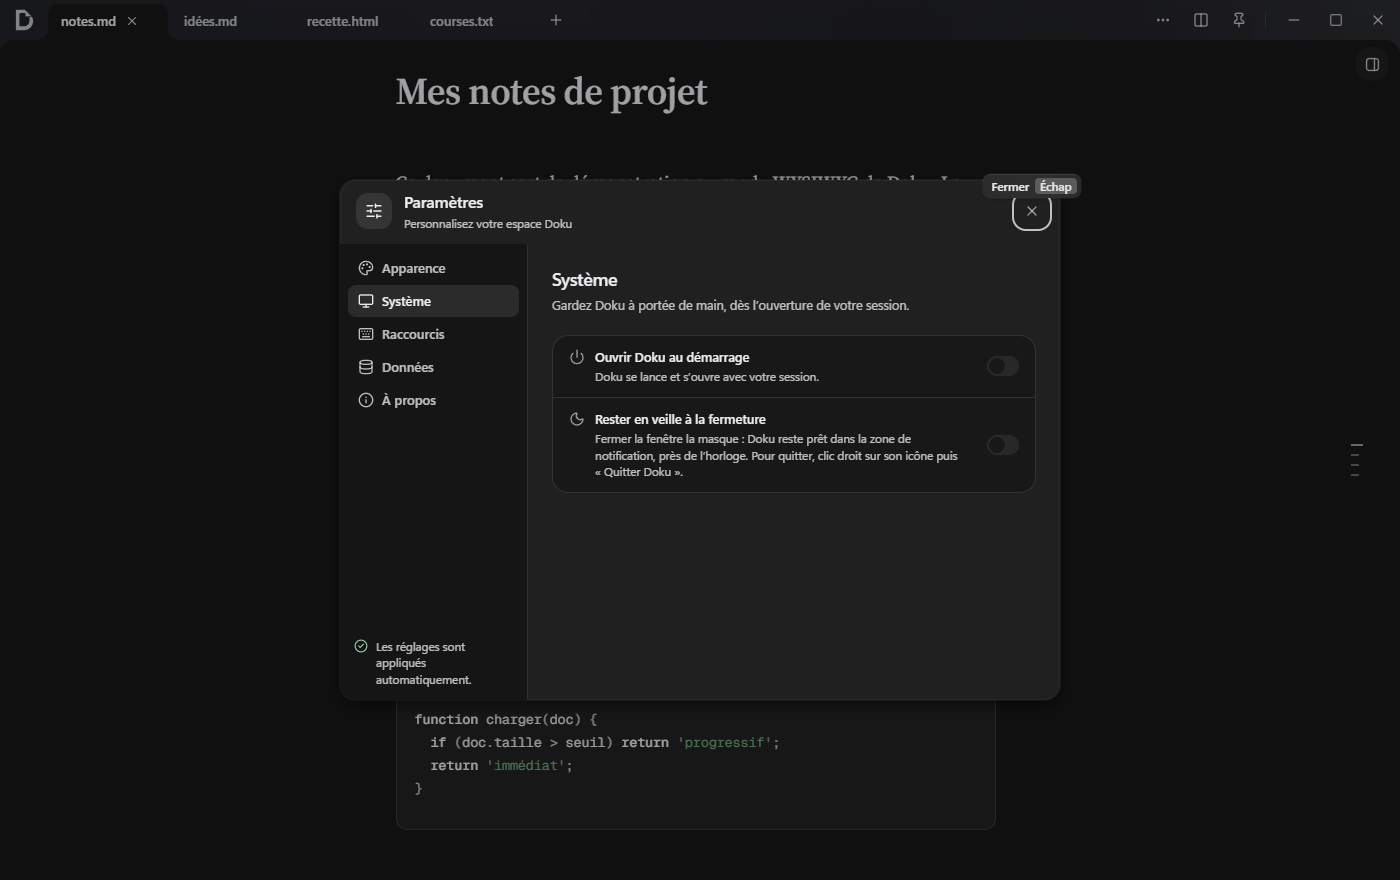 notes.md
idées.md
recette.html
courses.txt
Mes notes de projet
Fermer Échap
Paramètres
Personnalisez votre espace Doku
Apparence
Système
Raccourcis
Données
À propos
Système
Gardez Doku à portée de main, dès l'ouverture de votre session.
Ouvrir Doku au démarrage
Doku se lance et s'ouvre avec votre session.
Rester en veille à la fermeture
Fermer la fenêtre la masque : Doku reste prêt dans la zone de
notification, près de l'horloge. Pour quitter, clic droit sur son icône puis
« Quitter Doku ».
Les réglages sont
appliqués
automatiquement.
function charger(doc) {
  if (doc.taille > seuil) return 'progressif';
  return 'immédiat';
}